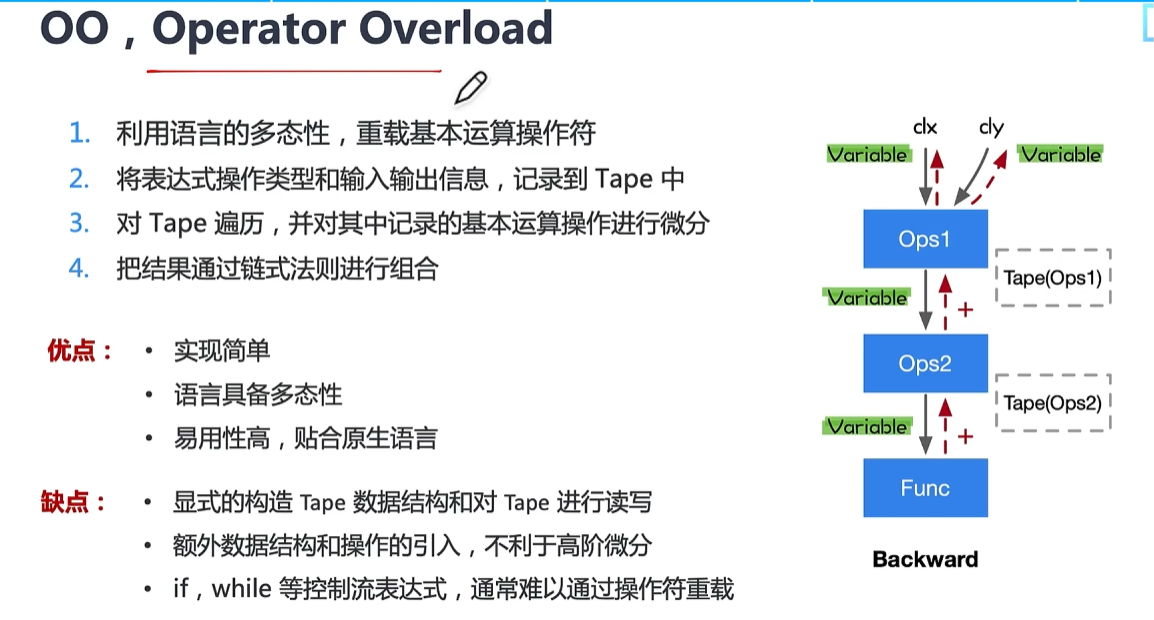 OO，Operator Overload
1. 利用语言的多态性，重载基本运算操作符
2. 将表达式操作类型和输入输出信息，记录到 Tape 中
3. 对 Tape 遍历，并对其中记录的基本运算操作进行微分
4. 把结果通过链式法则进行组合
优点：
• 实现简单
• 语言具备多态性
• 易用性高，贴合原生语言
缺点：
• 显式的构造 Tape 数据结构和对 Tape 进行读写
• 额外数据结构和操作的引入，不利于高阶微分
• if，while 等控制流表达式，通常难以通过操作符重载
dx dy
Variable Variable
Ops1
Tape(Ops1)
Variable +
Ops2
Tape(Ops2)
Variable +
Func
Backward